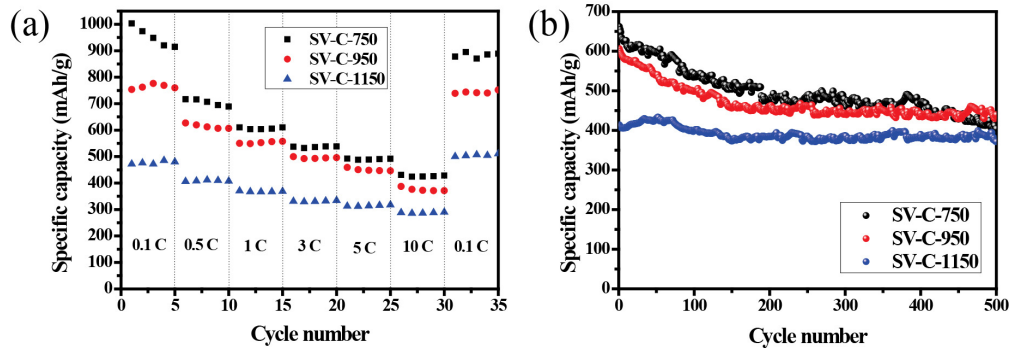 (a)
Specific capacity (mAh/g)
1000
900
800
700
600
500
400
300
200
100
0
SV-C-750
SV-C-950
SV-C-1150
0.1 C 0.5 C 1 C 3 C 5 C 10 C 0.1 C
0 5 10 15 20 25 30 35
Cycle number
(b)
Specific capacity (mAh/g)
700
600
500
400
300
200
100
0
SV-C-750
SV-C-950
SV-C-1150
0 100 200 300 400 500
Cycle number